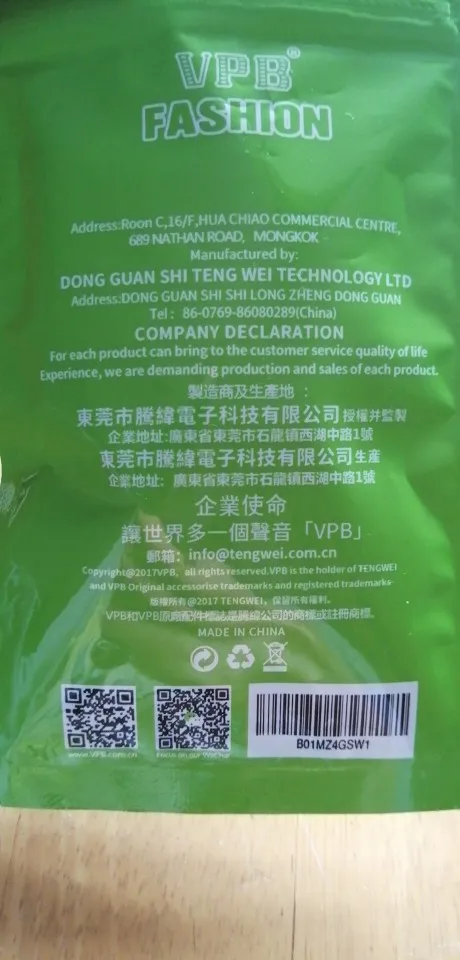 VPB®
FASHION
Address:Roon C,16/F,HUA CHIAO COMMERCIAL CENTRE,
689 NATHAN ROAD, MONGKOK
Manufactured by:
DONG GUAN SHI TENG WEI TECHNOLOGY LTD
Address:DONG GUAN SHI SHI LONG ZHENG DONG GUAN
Tel : 86-0769-86080289(China)
COMPANY DECLARATION
For each product can bring to the customer service quality of life
Experience, we are demanding production and sales of each product.
製造商及生產地 :
東莞市騰緯電子科技有限公司授權并監製
企業地址:廣東省東莞市石龍鎮西湖中路1號
東莞市騰緯電子科技有限公司生產
企業地址: 廣東省東莞市石龍鎮西湖中路1號
企業使命
讓世界多一個聲音「VPB」
郵箱: info@tengwei.com.cn
Copyright@2017VPB, all rights reserved.VPB is the holder of TENGWEI
and VPB Original accessorise trademarks and registered trademarks
版權所有@2017 TENGWEI, 保留所有權利。
VPB和VPB原廠配件標誌是騰緯公司的商標或註冊商標.
MADE IN CHINA
www.VPB.com.cn
Focus on our
B01MZ4GSW1